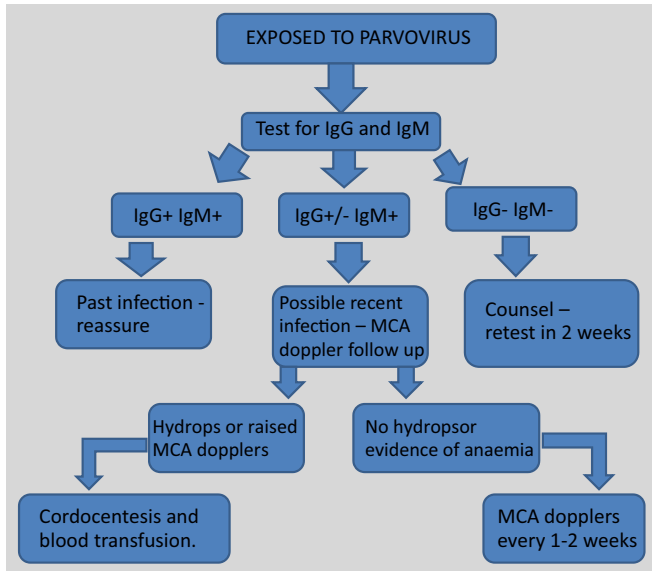 EXPOSED TO PARVOVIRUS
Test for IgG and IgM
IgG+ IgM+
IgG+/- IgM+
IgG- IgM-
Past infection -
reassure
Possible recent
infection – MCA
doppler follow up
Counsel –
retest in 2 weeks
Hydrops or raised
MCA dopplers
No hydropsor
evidence of anaemia
Cordocentesis and
blood transfusion.
MCA dopplers
every 1-2 weeks